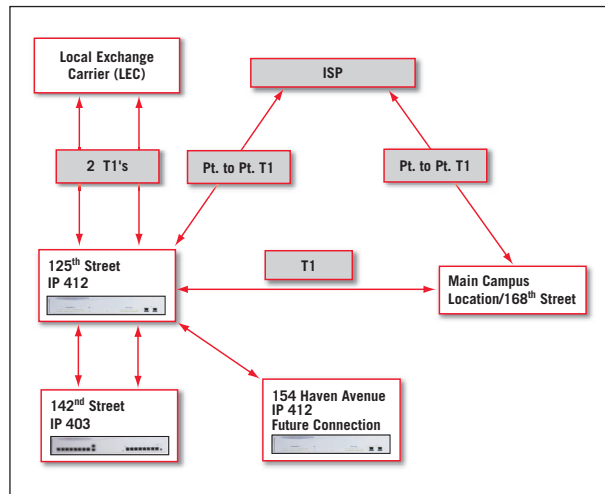 Local Exchange
Carrier (LEC)
ISP
2 T1's
Pt. to Pt. T1
Pt. to Pt. T1
125th Street
IP 412
T1
Main Campus
Location/168th Street
142nd Street
IP 403
154 Haven Avenue
IP 412
Future Connection